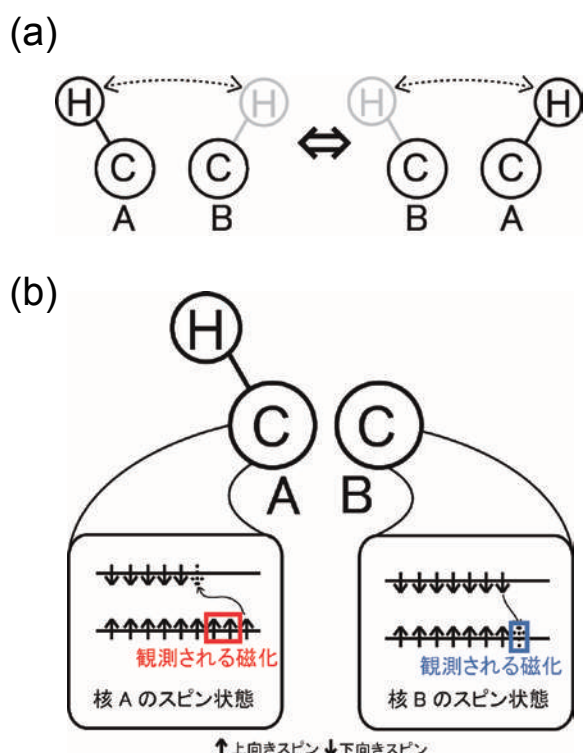 (a)
H H H H
C C C C
A B B A
(b)
H
C C
A B
観測される磁化 観測される磁化
核 A のスピン状態 核 B のスピン状態
↑上向きスピン ↓下向きスピン